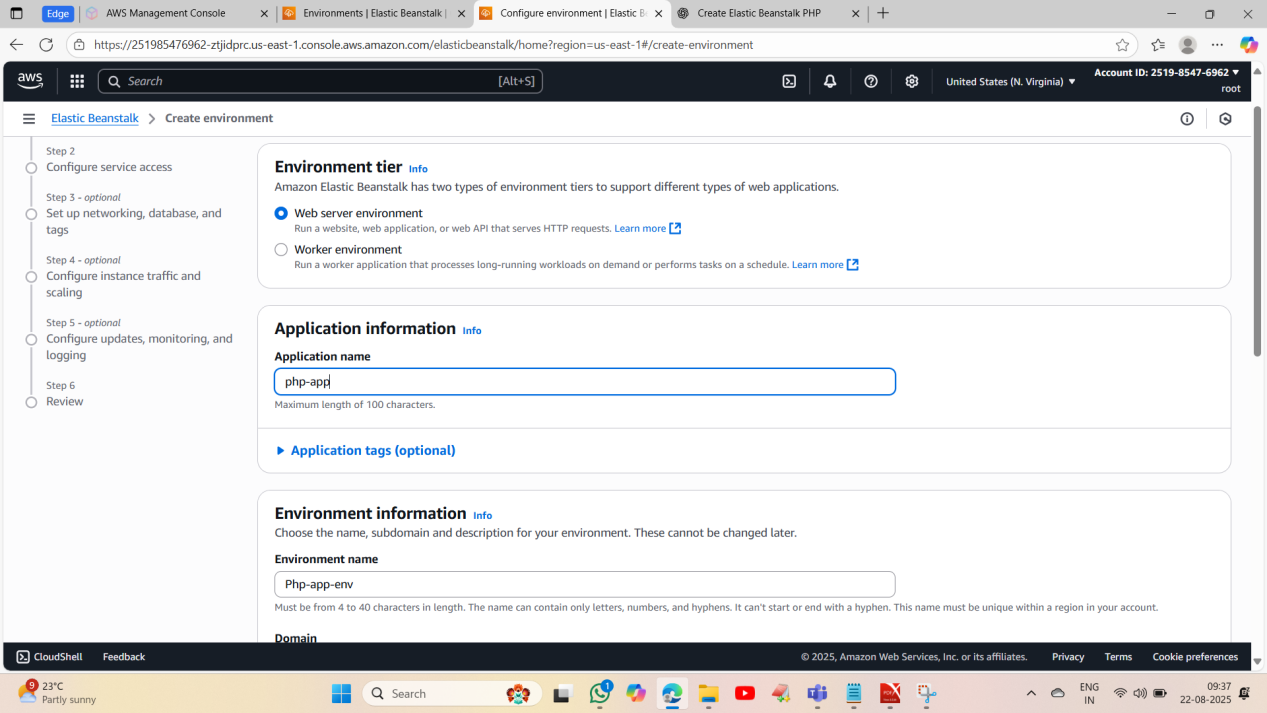 Edge
AWS Management Console
Environments | Elastic Beanstalk |
Configure environment | Elastic B
Create Elastic Beanstalk PHP
https://251985476962-ztjidprc.us-east-1.console.aws.amazon.com/elasticbeanstalk/home?region=us-east-1#/create-environment
aws
Search
[Alt+S]
United States (N. Virginia)
Account ID: 2519-8547-6962
root
Elastic Beanstalk
Create environment
Step 2
Configure service access
Step 3 - optional
Set up networking, database, and
tags
Step 4 - optional
Configure instance traffic and
scaling
Step 5 - optional
Configure updates, monitoring, and
logging
Step 6
Review
Environment tier Info
Amazon Elastic Beanstalk has two types of environment tiers to support different types of web applications.
Web server environment
Run a website, web application, or web API that serves HTTP requests. Learn more
Worker environment
Run a worker application that processes long-running workloads on demand or performs tasks on a schedule. Learn more
Application information Info
Application name
php-app
Maximum length of 100 characters.
Application tags (optional)
Environment information Info
Choose the name, subdomain and description for your environment. These cannot be changed later.
Environment name
Php-app-env
Must be from 4 to 40 characters in length. The name can contain only letters, numbers, and hyphens. It can't start or end with a hyphen. This name must be unique within a region in your account.
Domain
CloudShell
Feedback
© 2025, Amazon Web Services, Inc. or its affiliates.
Privacy
Terms
Cookie preferences
9
23°C
Partly sunny
Search
1
ENG
IN
09:37
22-08-2025